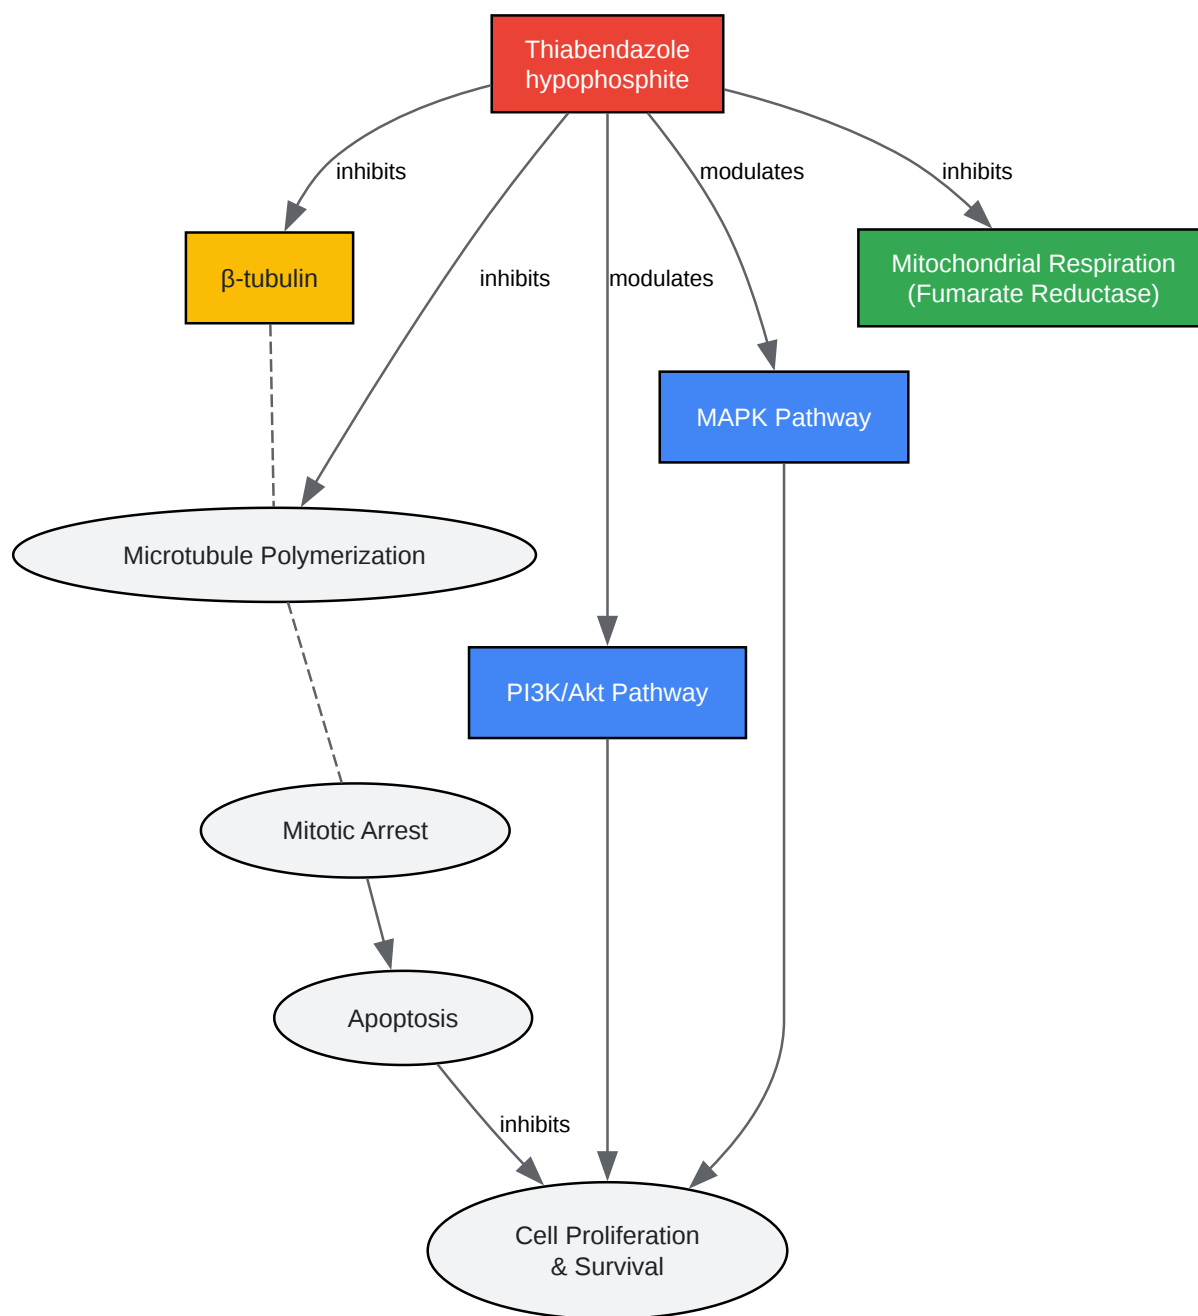 Thiabendazole
hypophosphite
inhibits
modulates
inhibits
β-tubulin
inhibits
modulates
Mitochondrial Respiration
(Fumarate Reductase)
MAPK Pathway
Microtubule Polymerization
PI3K/Akt Pathway
Mitotic Arrest
Apoptosis
inhibits
Cell Proliferation
& Survival